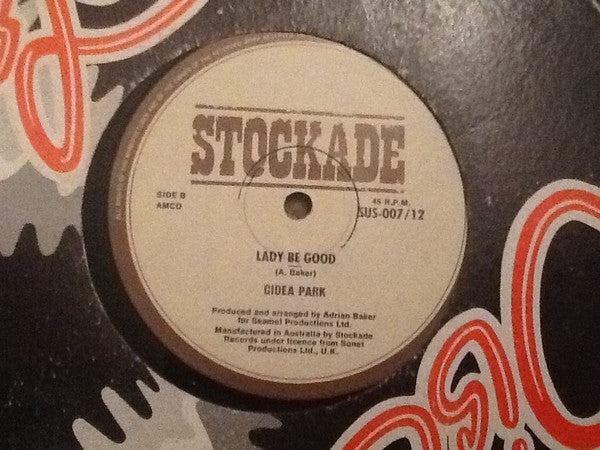 STOCKADE
SIDE B
AMCO
45 R.P.M.
SUS-007/12
LADY BE GOOD
(A. Baker)
GIDEA PARK
Produced and arranged by Adrian Baker
for Seamel Productions Ltd.
Manufactured in Australia by Stockade
Records under licence from Sonet
Productions Ltd., U.K.